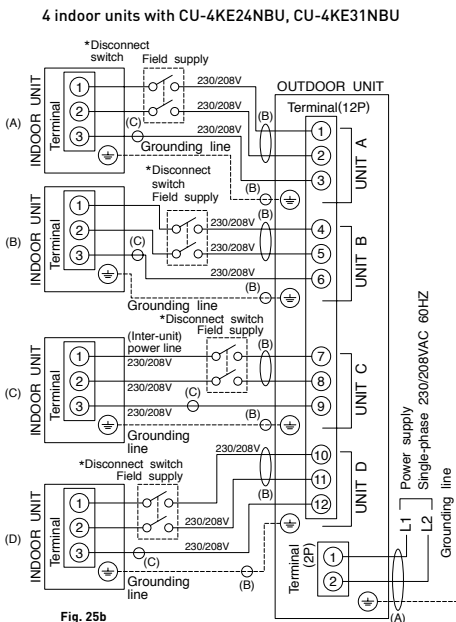 4 indoor units with CU-4KE24NBU, CU-4KE31NBU
*Disconnect
switch
Field supply
(A)
INDOOR UNIT
Terminal
1
2
3
230/208V
230/208V
230/208V
(C)
(B)
Grounding line
OUTDOOR UNIT
Terminal(12P)
1
2
3
UNIT A
*Disconnect
switch
Field supply
(B)
(B)
INDOOR UNIT
Terminal
1
2
3
(C)
230/208V
230/208V
230/208V
(B)
(B)
Grounding line
4
5
6
UNIT B
*Disconnect switch
Field supply
(Inter-unit)
power line
(C)
INDOOR UNIT
Terminal
1
2
3
230/208V
230/208V
230/208V
(C)
(B)
(B)
Grounding
line
7
8
9
UNIT C
*Disconnect switch
Field supply
(D)
INDOOR UNIT
Terminal
1
2
3
230/208V
230/208V
230/208V
(C)
(B)
(B)
Grounding
line
10
11
12
UNIT D
Terminal
(2P)
1
2
L1
L2
Power supply
Single-phase 230/208VAC 60HZ
Grounding line
(A)
Fig. 25b